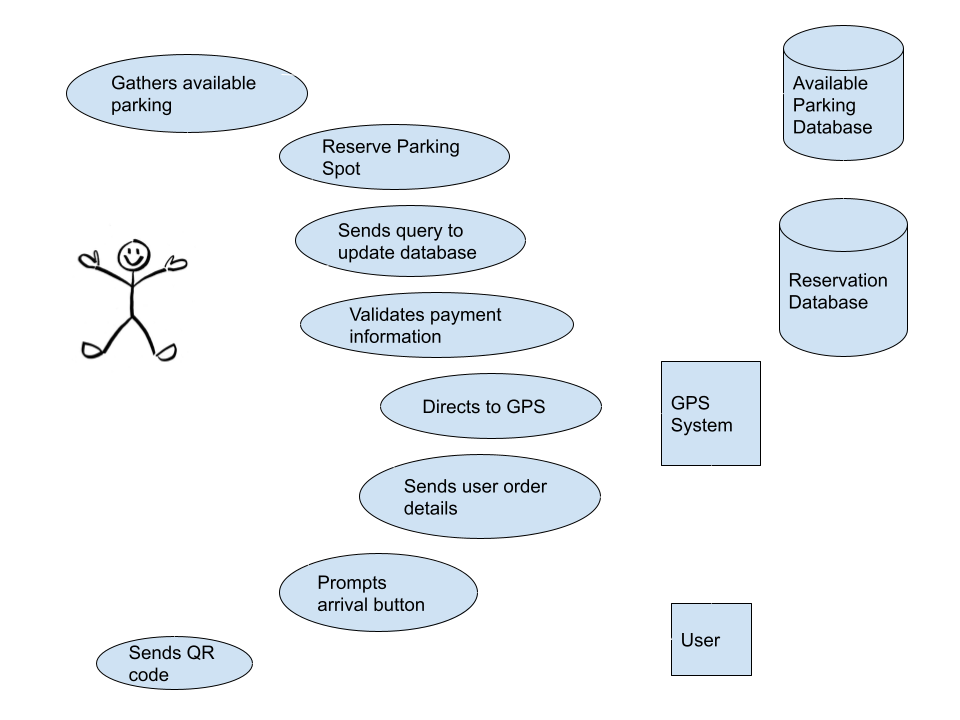 Gathers available
parking
Available
Parking
Database
Reserve Parking
Spot
Sends query to
update database
Reservation
Database
Validates payment
information
Directs to GPS
GPS
System
Sends user order
details
Prompts
arrival button
User
Sends QR
code